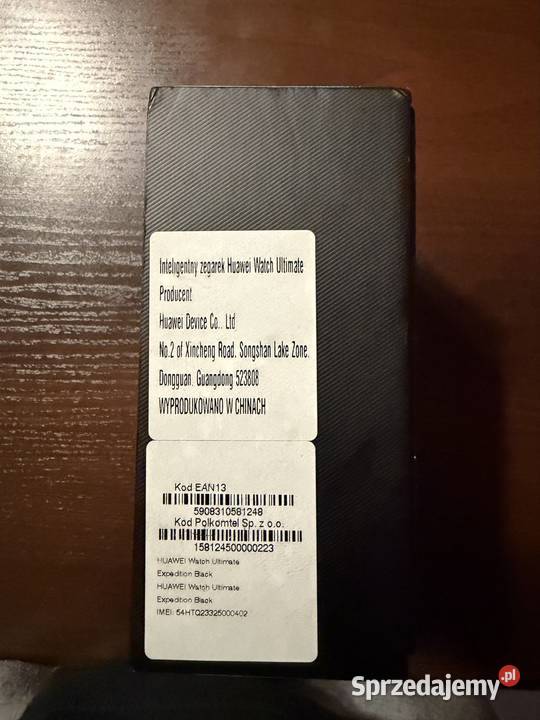 Inteligentny zegarek Huawei Watch Ultimate
Producent
Huawei Device Co., Ltd
No.2 of Xincheng Road, Songshan Lake Zone,
Dongguan, Guangdong 523808
WYPRODUKOWANO W CHINACH
Kod EAN13
5908310581248
Kod Polkomtel Sp. z o.o.
158124500000223
HUAWEI Watch Ultimate
Expedition Black
HUAWEI Watch Ultimate
Expedition Black
IMEI: 54HTQ23325000402
Sprzedajemy.pl